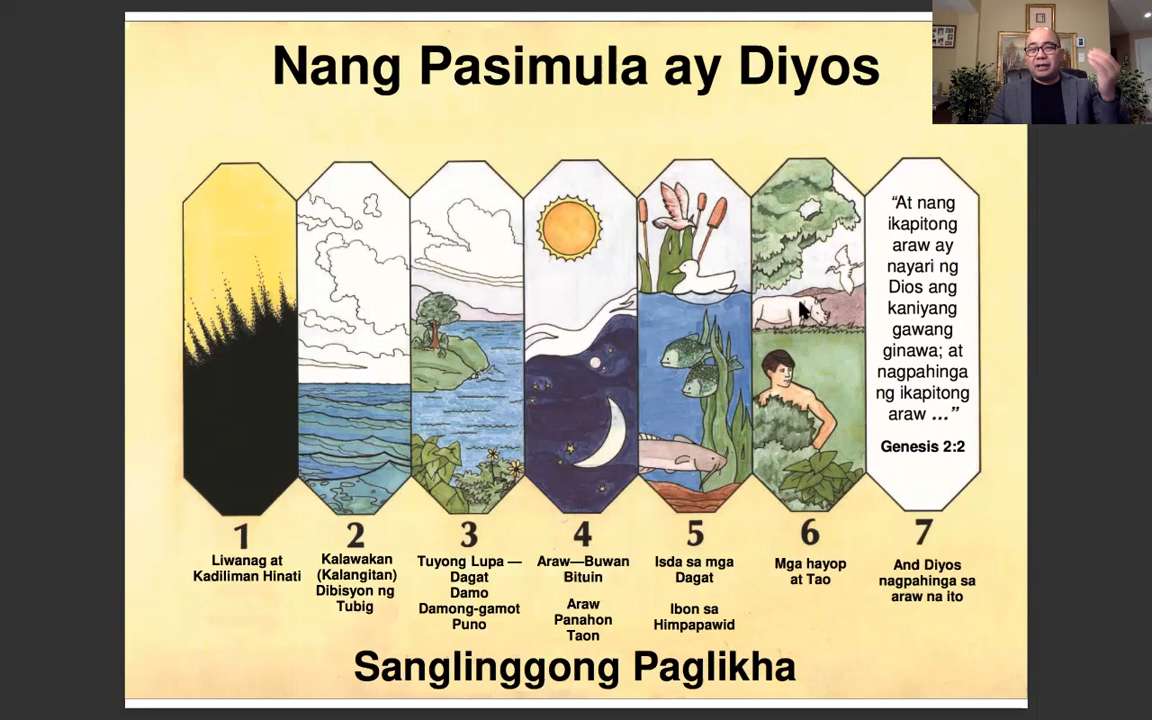 Nang Pasimula ay Diyos
“At nang
ikapitong
araw ay
nayari ng
Dios ang
kaniyang
gawang
ginawa; at
nagpahinga
ng ikapitong
araw ...”
Genesis 2:2
1
Liwanag at
Kadiliman Hinati
2
Kalawakan
(Kalangitan)
Dibisyon ng
Tubig
3
Tuyong Lupa —
Dagat
Damo
Damong-gamot
Puno
4
Araw—Buwan
Bituin
Araw
Panahon
Taon
5
Isda sa mga
Dagat
Ibon sa
Himpapawid
6
Mga hayop
at Tao
7
And Diyos
nagpahinga sa
araw na ito
Sanglinggong Paglikha